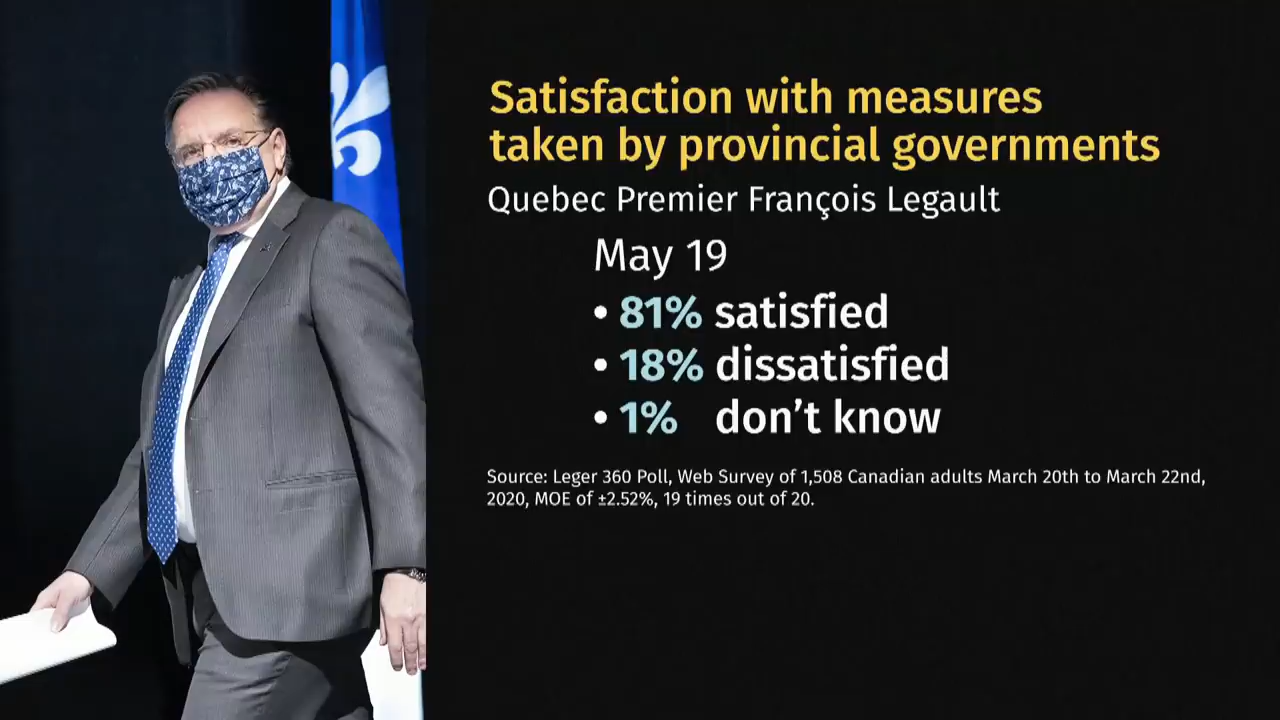 Satisfaction with measures
taken by provincial governments
Quebec Premier François Legault
May 19
• 81% satisfied
• 18% dissatisfied
• 1% don’t know
Source: Leger 360 Poll, Web Survey of 1,508 Canadian adults March 20th to March 22nd,
2020, MOE of ±2.52%, 19 times out of 20.